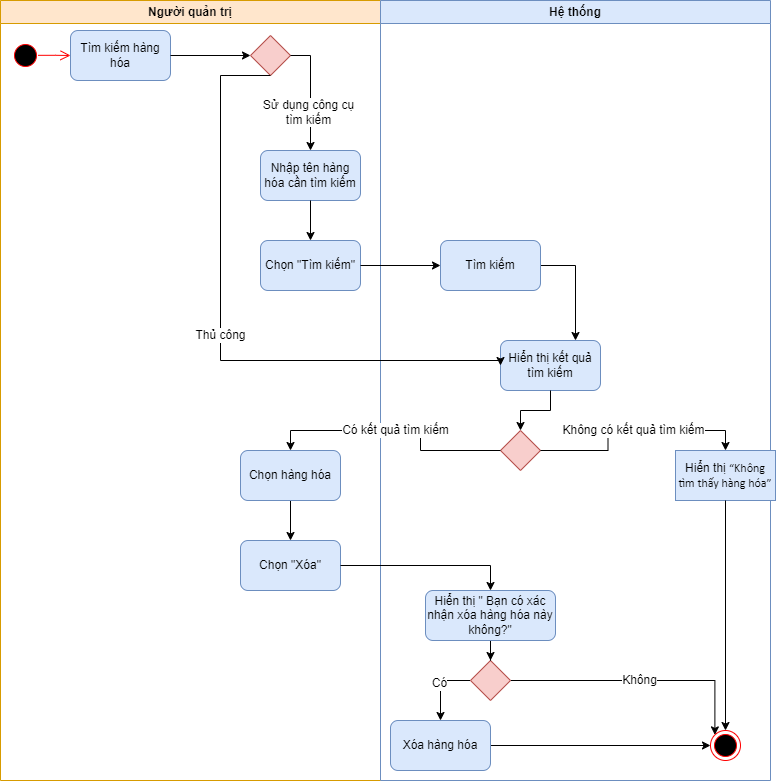 Người quản trị
Hệ thống
Tìm kiếm hàng
hóa
Sử dụng công cụ
tìm kiếm
Nhập tên hàng
hóa cần tìm kiếm
Chọn "Tìm kiếm"
Tìm kiếm
Thủ công
Hiển thị kết quả
tìm kiếm
Có kết quả tìm kiếm
Không có kết quả tìm kiếm
Chọn hàng hóa
Hiển thị “Không
tìm thấy hàng hóa”
Chọn "Xóa"
Hiển thị " Bạn có xác
nhận xóa hàng hóa này
không?"
Có
Không
Xóa hàng hóa